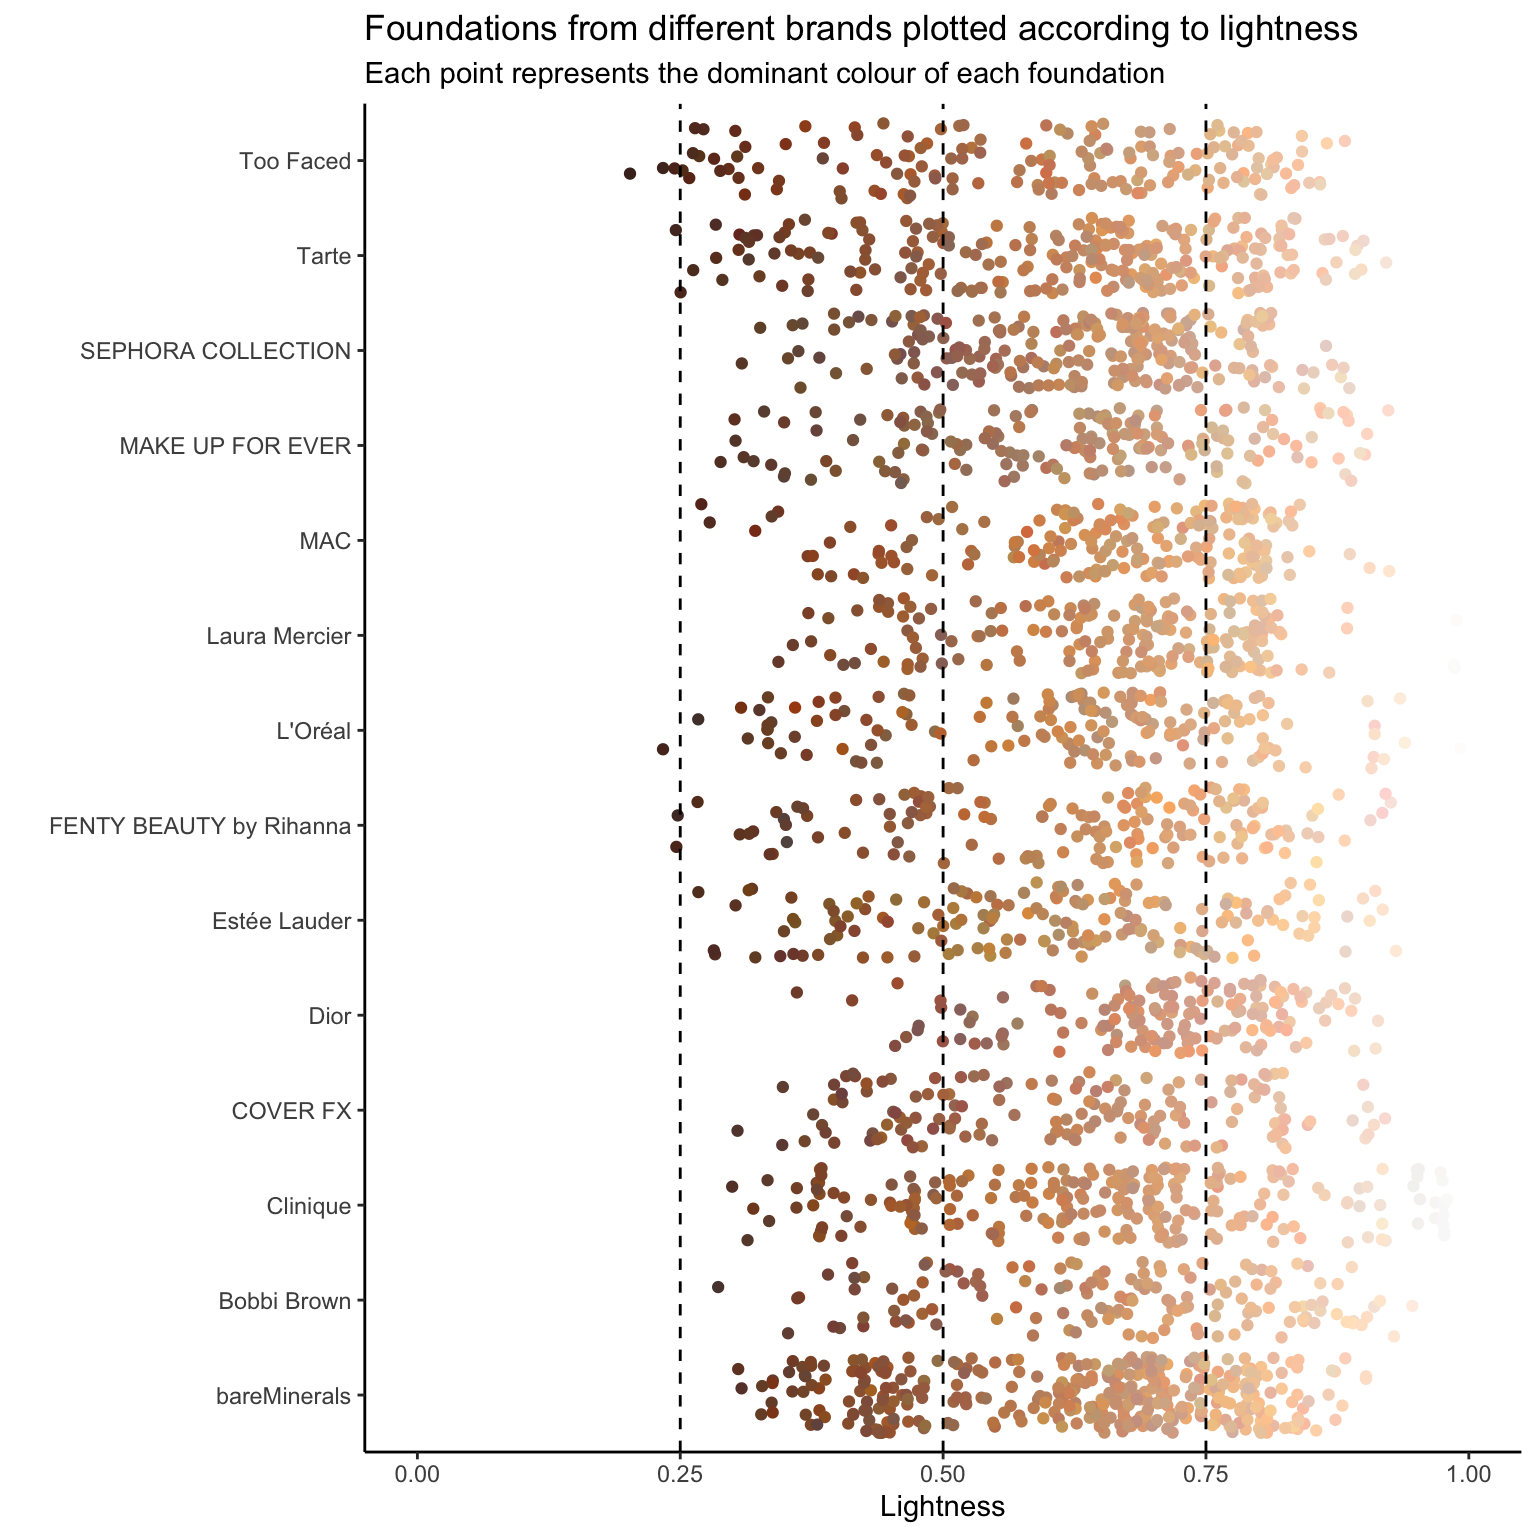 Foundations from different brands plotted according to lightness
Each point represents the dominant colour of each foundation
Too Faced
Tarte
SEPHORA COLLECTION
MAKE UP FOR EVER
MAC
Laura Mercier
L'Oréal
FENTY BEAUTY by Rihanna
Estée Lauder
Dior
COVER FX
Clinique
Bobbi Brown
bareMinerals
0.00 0.25 0.50 0.75 1.00
Lightness